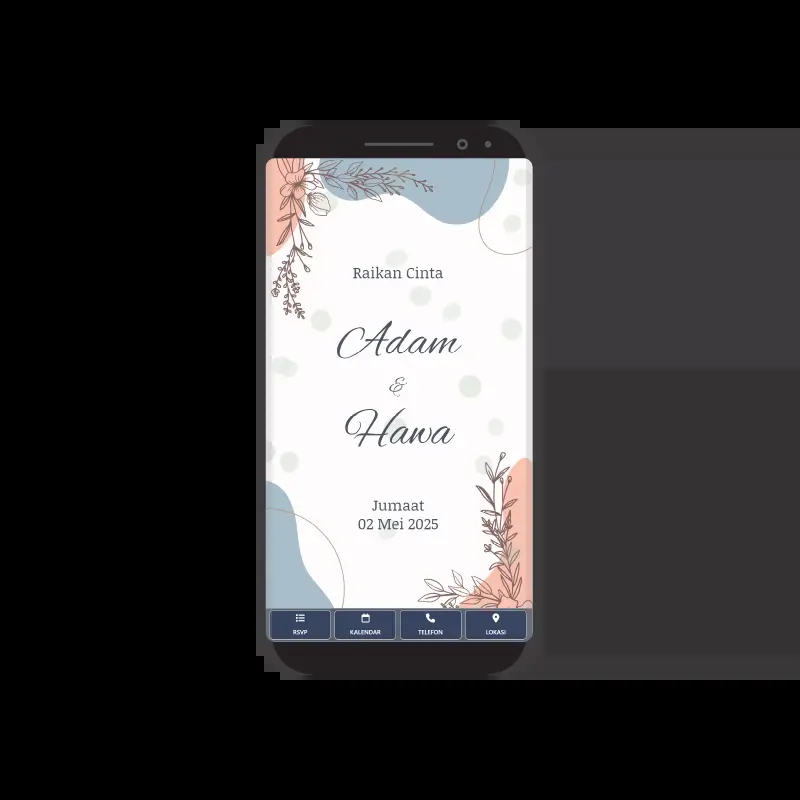 Raikan Cinta
Adam
&
Hawa
Jumaat
02 Mei 2025
RSVP KALENDAR TELEFON LOKASI